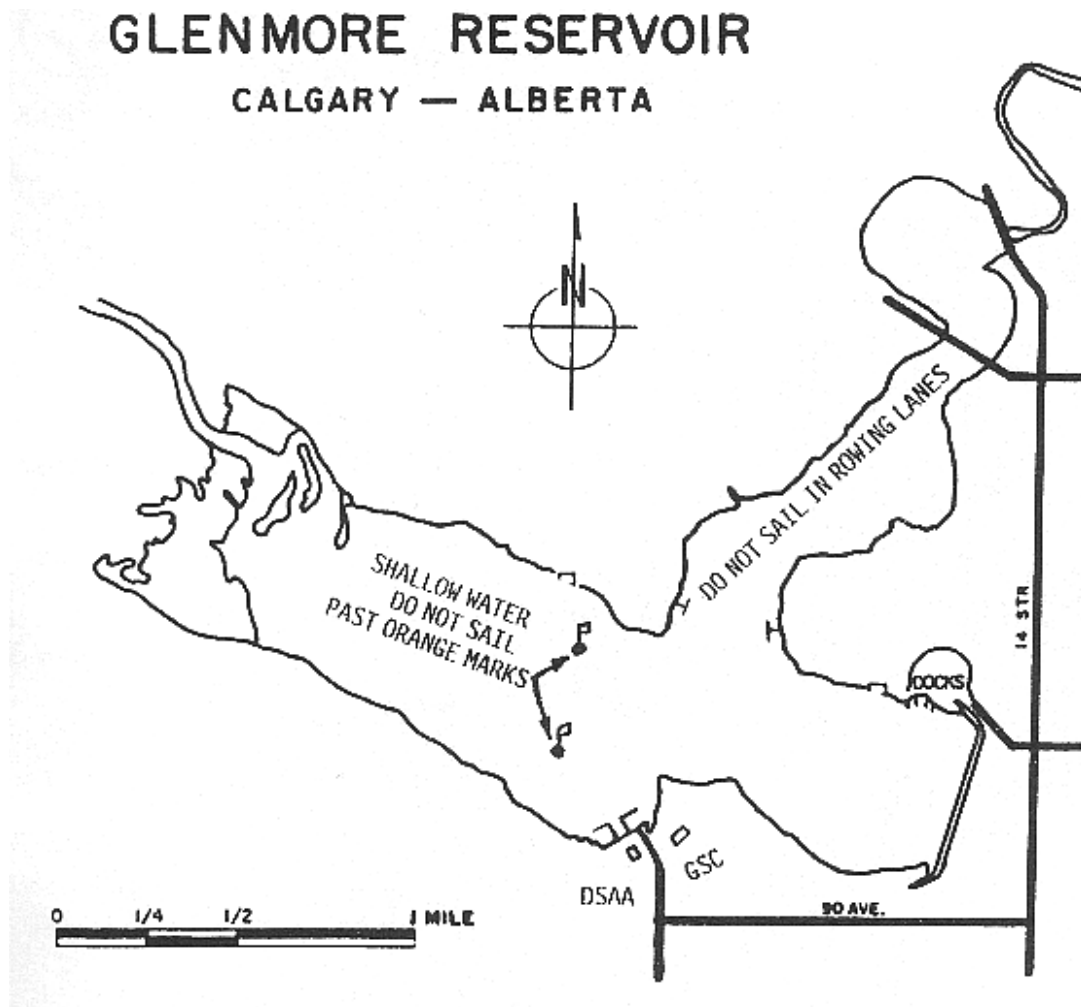 GLENMORE RESERVOIR
CALGARY — ALBERTA
N
DO NOT SAIL IN ROWING LANES
SHALLOW WATER
DO NOT SAIL
PAST ORANGE MARKS
14 STR
DOCKS
GSC
DSAA
90 AVE.
0 1/4 1/2 1 MILE